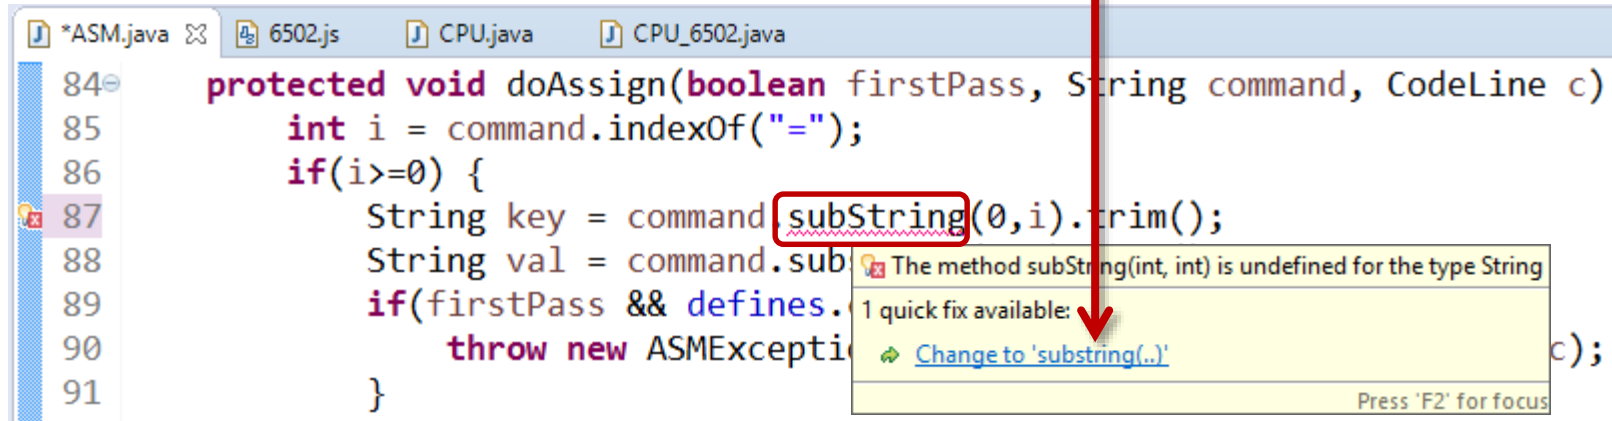 *ASM.java 6502.js CPU.java CPU_6502.java
84 protected void doAssign(boolean firstPass, String command, CodeLine c)
85 int i = command.indexOf("=");
86 if(i>=0) {
87 String key = command.subString(0,i).trim();
88 String val = command.subs
The method subString(int, int) is undefined for the type String
89 if(firstPass && defines.
1 quick fix available:
90 throw new ASMExcepti c);
Change to 'substring(..)'
91 }
Press 'F2' for focus